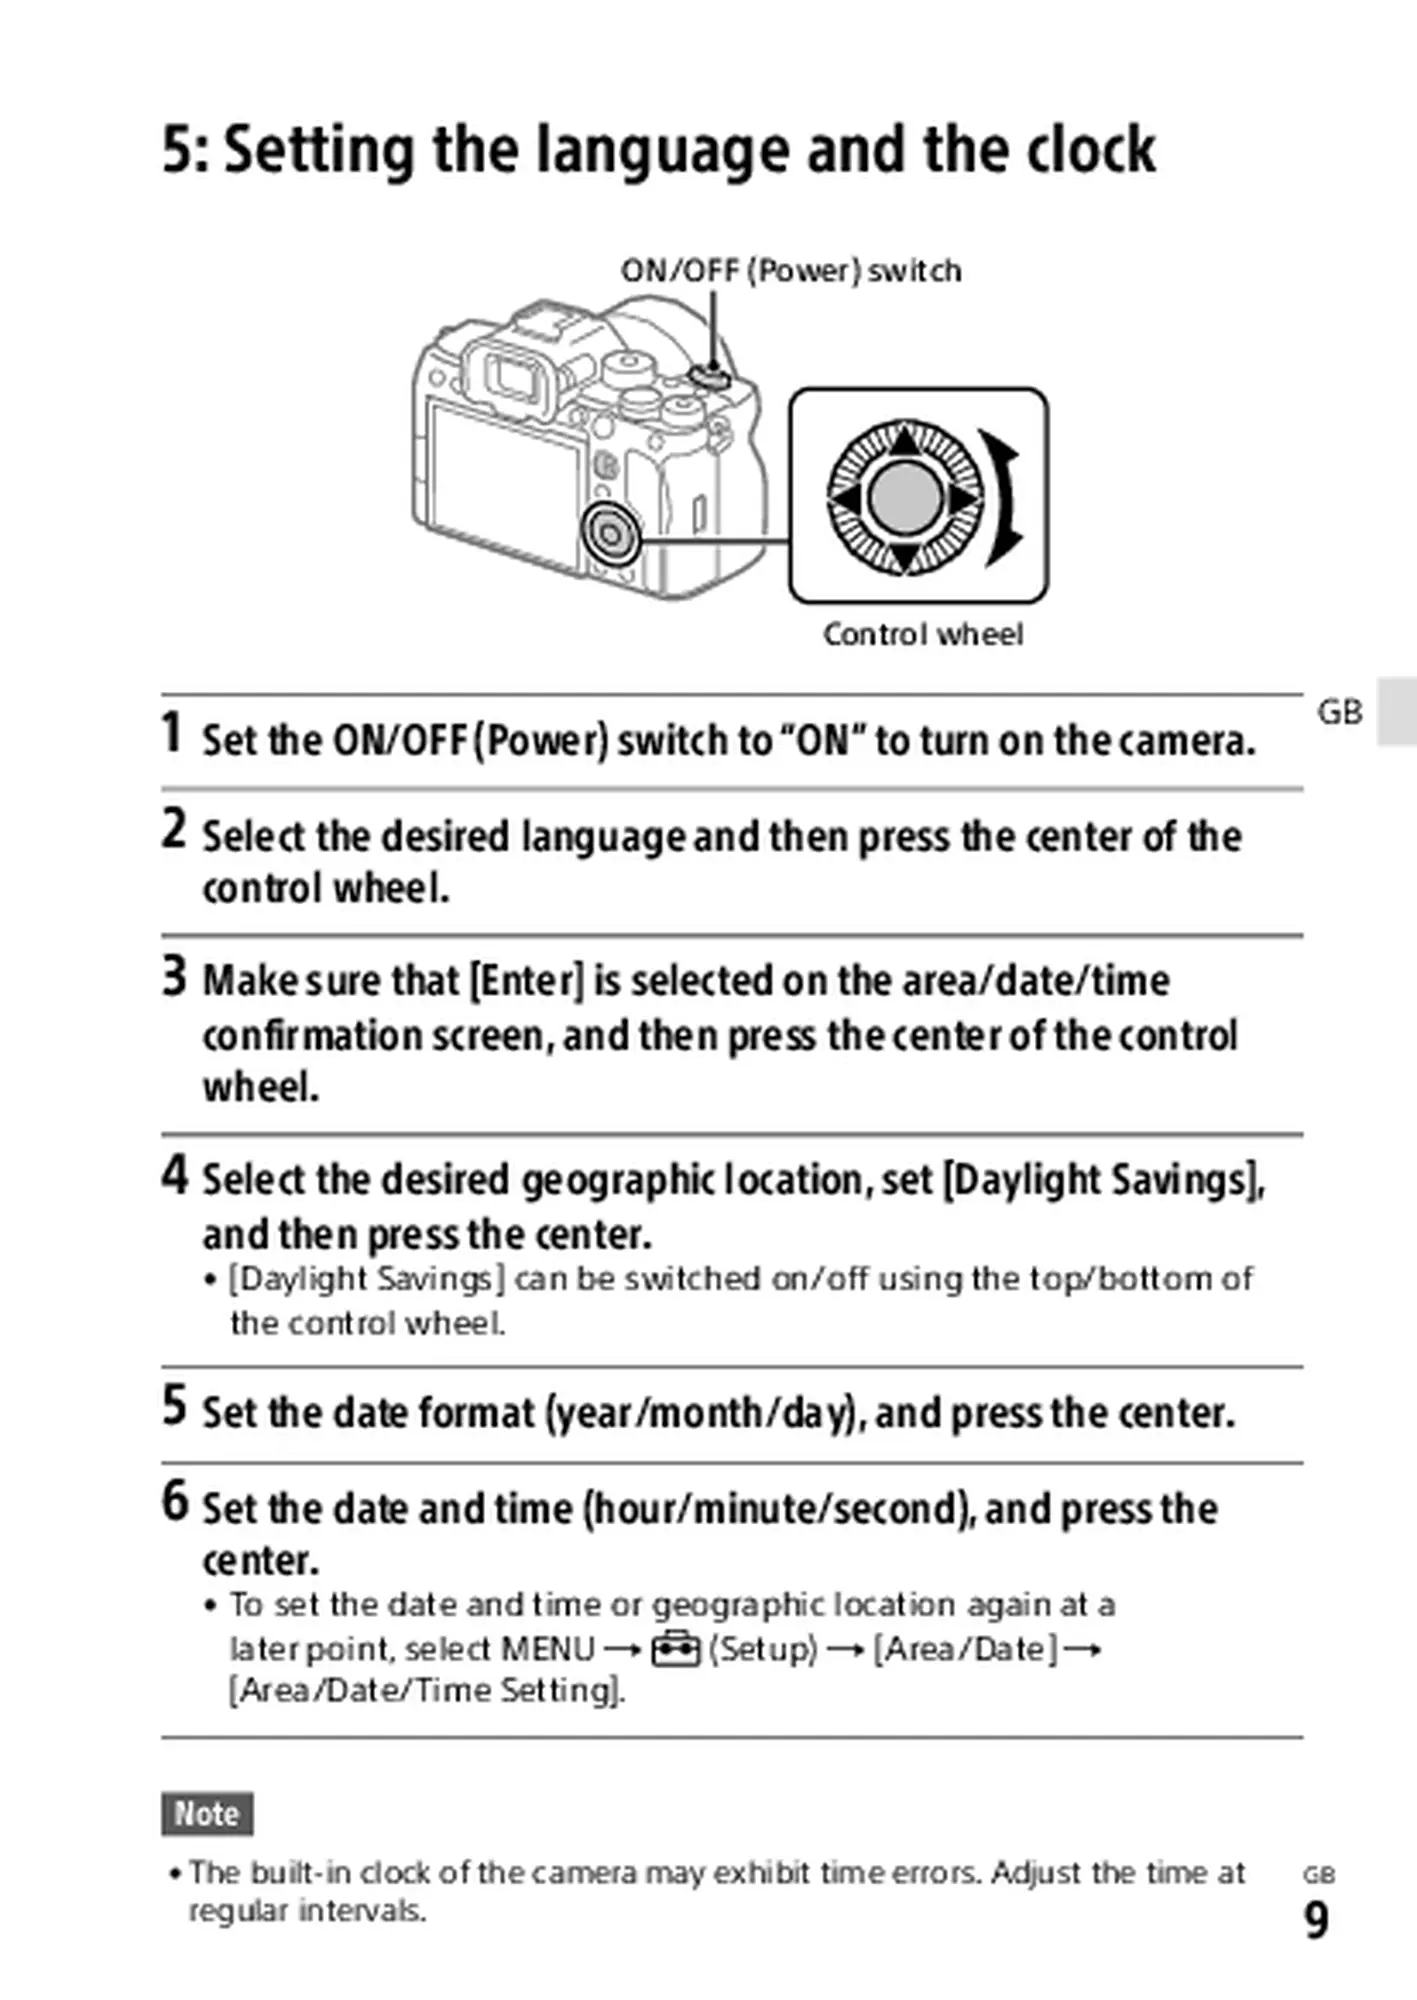 5: Setting the language and the clock
ON/OFF (Power) switch
Control wheel
GB
1 Set the ON/OFF (Power) switch to "ON" to turn on the camera.
2 Select the desired language and then press the center of the
control wheel.
3 Make sure that [Enter] is selected on the area/date/time
confirmation screen, and then press the center of the control
wheel.
4 Select the desired geographic location, set [Daylight Savings],
and then press the center.
• [Daylight Savings] can be switched on/off using the top/bottom of
the control wheel.
5 Set the date format (year/month/day), and press the center.
6 Set the date and time (hour/minute/second), and press the
center.
• To set the date and time or geographic location again at a
later point, select MENU → (Setup) → [Area/Date] →
[Area/Date/Time Setting].
Note
• The built-in clock of the camera may exhibit time errors. Adjust the time at
regular intervals.
GB
9